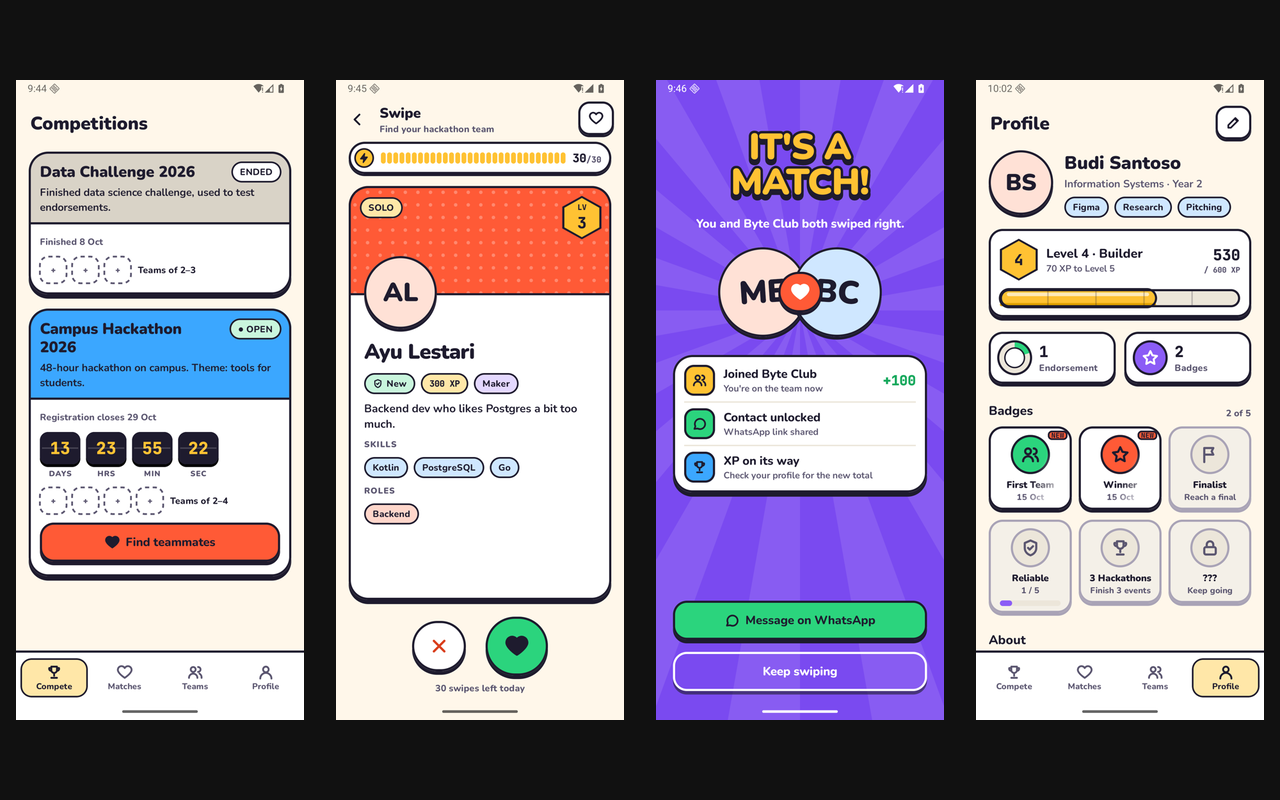 9:44
Competitions
Data Challenge 2026
ENDED
Finished data science challenge, used to test
endorsements.
Finished 8 Oct
+ + +
Teams of 2–3
Campus Hackathon
2026
• OPEN
48-hour hackathon on campus. Theme: tools for
students.
Registration closes 29 Oct
13 23 55 22
DAYS HRS MIN SEC
+ + + +
Teams of 2–4
Find teammates
Compete Matches Teams Profile
9:45
Swipe
Find your hackathon team
30/30
SOLO
LV
3
AL
Ayu Lestari
New 300 XP Maker
Backend dev who likes Postgres a bit too
much.
SKILLS
Kotlin PostgreSQL Go
ROLES
Backend
30 swipes left today
9:46
IT'S A
MATCH!
You and Byte Club both swiped right.
BC
Joined Byte Club
You're on the team now
+100
Contact unlocked
WhatsApp link shared
XP on its way
Check your profile for the new total
Message on WhatsApp
Keep swiping
10:02
Profile
BS
Budi Santoso
Information Systems · Year 2
Figma Research Pitching
4
Level 4 · Builder
70 XP to Level 5
530
/ 600 XP
1
Endorsement
2
Badges
Badges
2 of 5
NEW
First Team
15 Oct
NEW
Winner
15 Oct
Finalist
Reach a final
Reliable
1 / 5
3 Hackathons
Finish 3 events
???
Keep going
About
Compete Matches Teams Profile